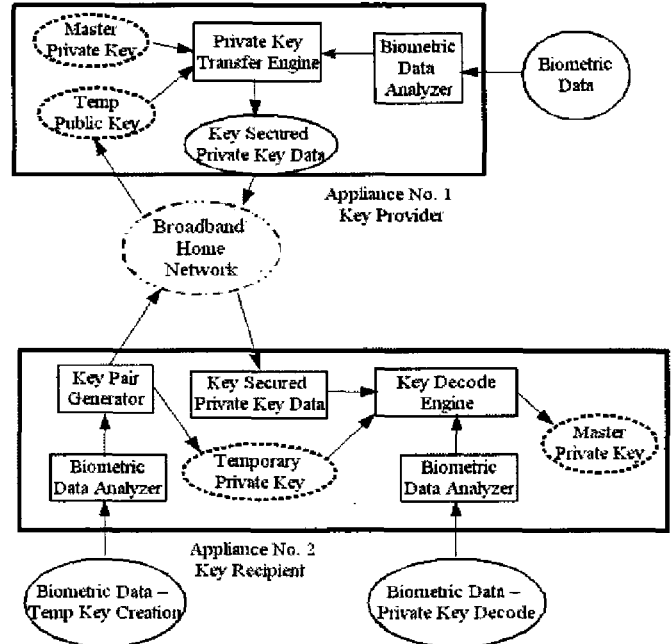 Master
Private Key
Private Key
Transfer Engine
Biometric
Data
Analyzer
Biometric
Data
Temp
Public Key
Key Secured
Private Key Data
Appliance No. 1
Key Provider
Broadband
Home
Network
Key Pair
Generator
Key Secured
Private Key Data
Key Decode
Engine
Master
Private Key
Biometric
Data Analyzer
Temporary
Private Key
Biometric
Data Analyzer
Appliance No. 2
Key Recipient
Biometric Data –
Temp Key Creation
Biometric Data –
Private Key Decode